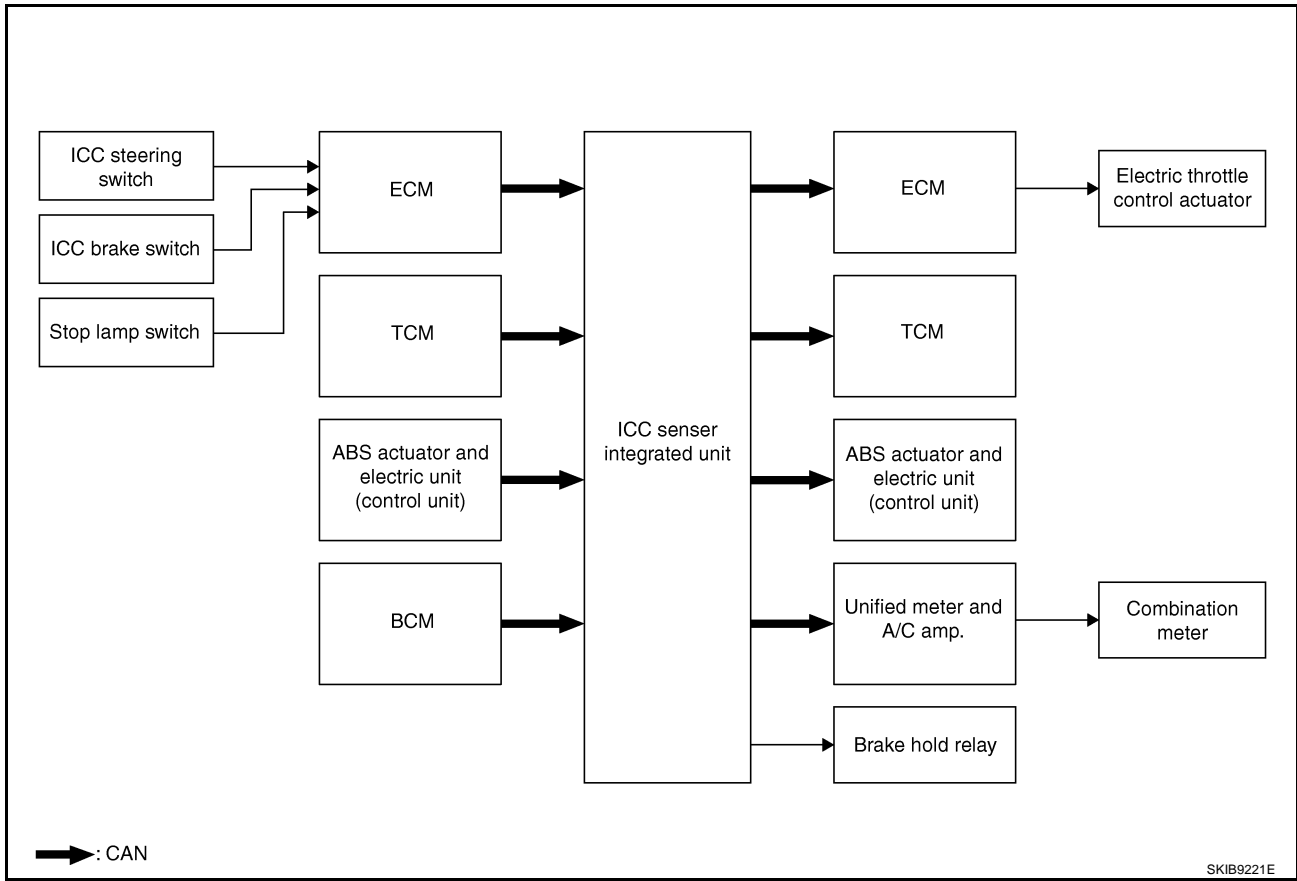 ICC steering
switch
ICC brake switch
Stop lamp switch
ECM
TCM
ABS actuator and
electric unit
(control unit)
BCM
ICC senser
integrated unit
ECM
TCM
ABS actuator and
electric unit
(control unit)
Unified meter and
A/C amp.
Brake hold relay
Electric throttle
control actuator
Combination
meter
: CAN
SKIB9221E